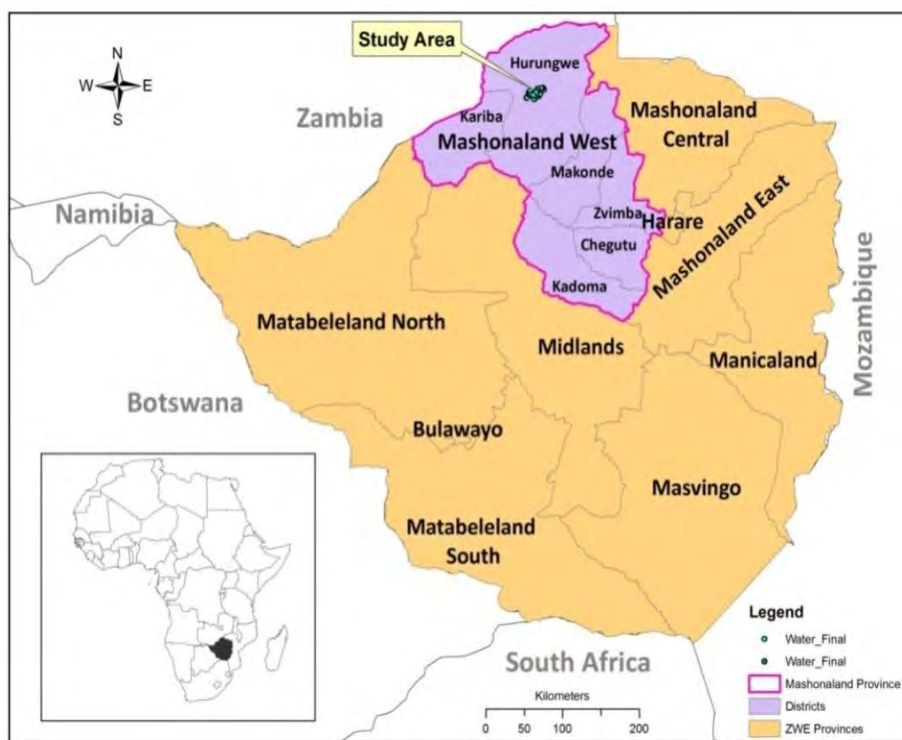 Study Area
N
W E
S
Hurungwe
Zambia
Kariba
Mashonaland
Central
Mashonaland West
Makonde
Namibia
Zvimba
Harare
Mashonaland East
Chegutu
Kadoma
Mozambique
Matabeleland North
Midlands
Manicaland
Botswana
Bulawayo
Masvingo
Matabeleland
South
South Africa
Legend
Water_Final
Water_Final
Mashonaland Province
Districts
ZWE Provinces
Kilometers
0 50 100 200